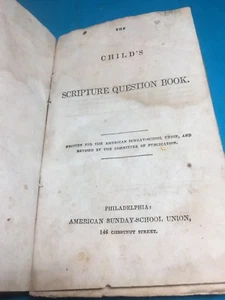 THE
CHILD'S
SCRIPTURE QUESTION BOOK.
WRITTEN FOR THE AMERICAN SUNDAY-SCHOOL UNION, AND
REVISED BY THE COMMITTEE OF PUBLICATION.
PHILADELPHIA:
AMERICAN SUNDAY-SCHOOL UNION,
146 CHESTNUT STREET.